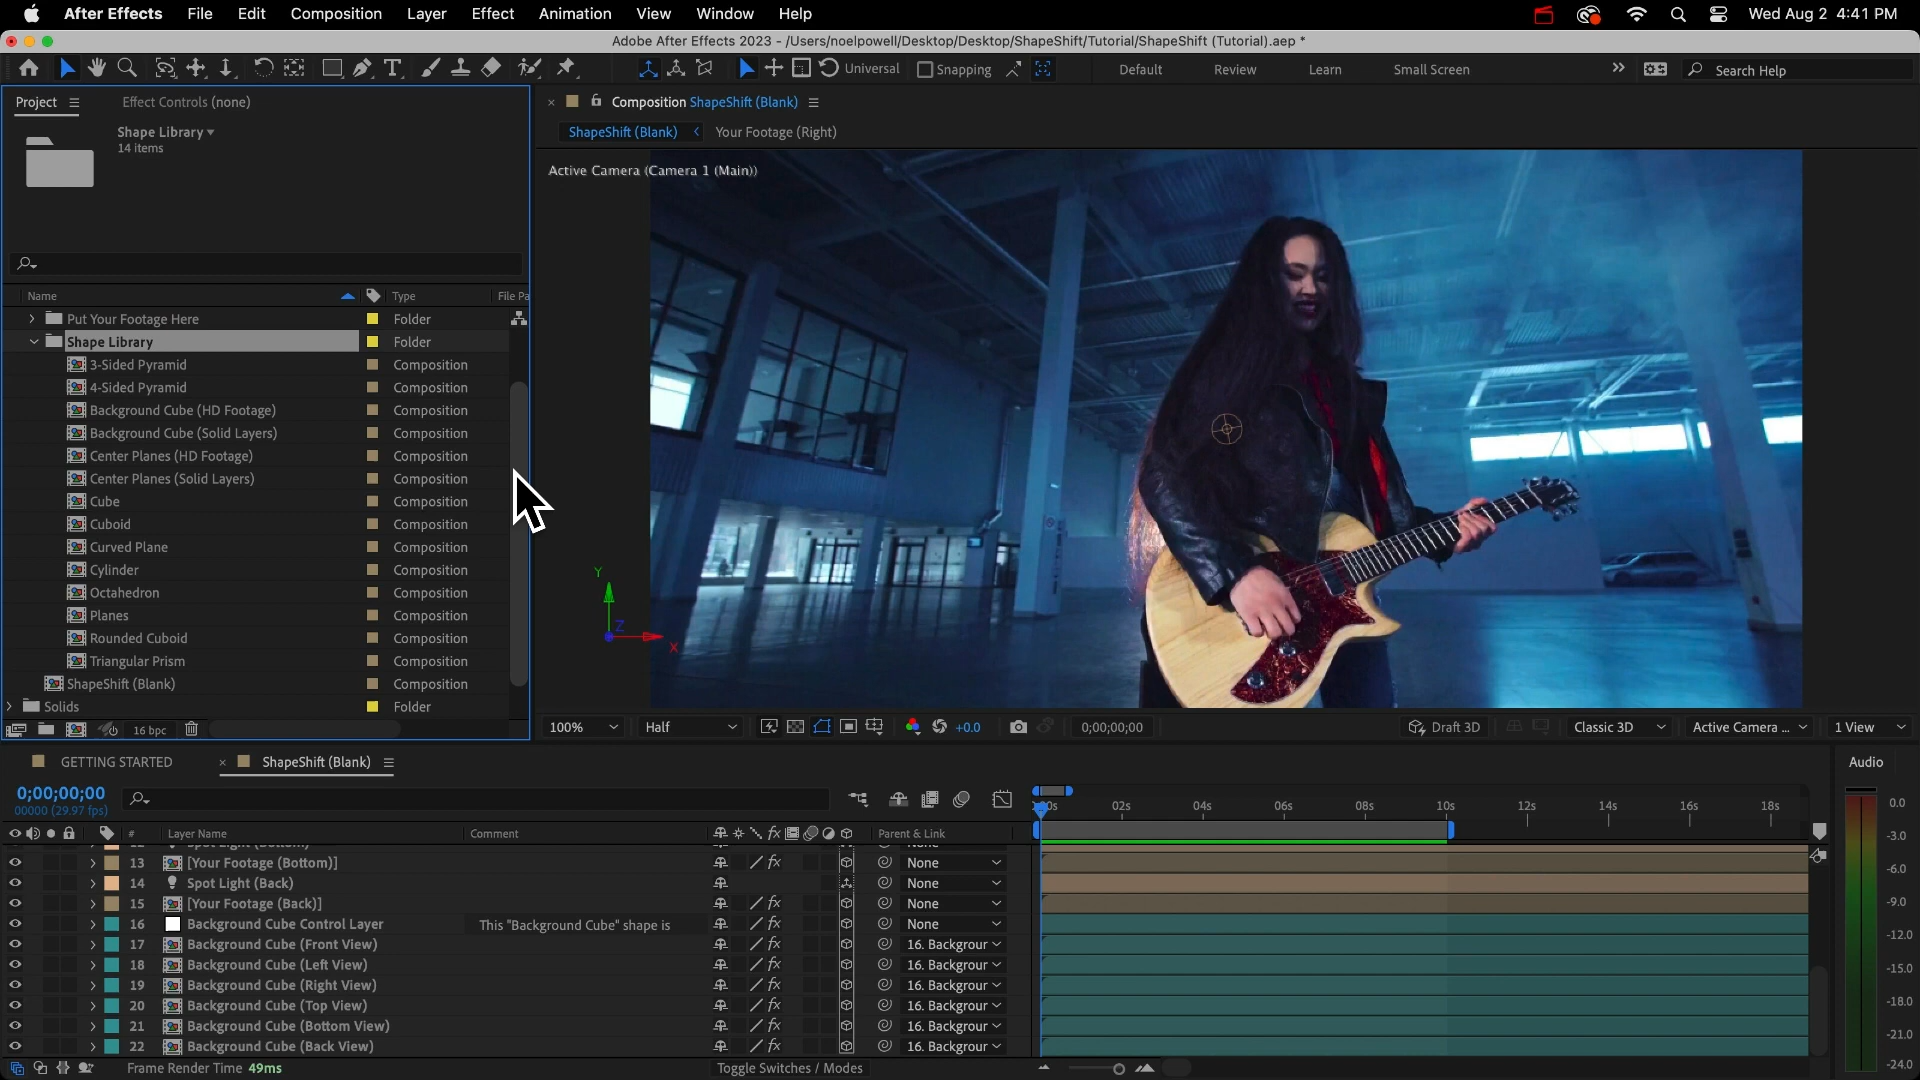 After Effects File Edit Composition Layer Effect Animation View Window Help Wed Aug 2 4:41 PM
Adobe After Effects 2023 - /Users/noelpowell/Desktop/Desktop/ShapeShift/Tutorial/ShapeShift (Tutorial).aep *
Universal Snapping Default Review Learn Small Screen Search Help
Project Effect Controls (none) Composition ShapeShift (Blank)
Shape Library ShapeShift (Blank) Your Footage (Right)
14 items
Active Camera (Camera 1 (Main))
Name Type File Pa
Put Your Footage Here Folder
Shape Library Folder
3-Sided Pyramid Composition
4-Sided Pyramid Composition
Background Cube (HD Footage) Composition
Background Cube (Solid Layers) Composition
Center Planes (HD Footage) Composition
Center Planes (Solid Layers) Composition
Cube Composition
Cuboid Composition
Curved Plane Composition
Cylinder Composition
Octahedron Composition
Planes Composition
Rounded Cuboid Composition
Triangular Prism Composition
ShapeShift (Blank) Composition
Solids Folder
Y
Z
X
16 bpc 100% Half +0.0 0;00;00;00 Draft 3D Classic 3D Active Camera ... 1 View
GETTING STARTED ShapeShift (Blank) Audio
0;00;00;00
00000 (29.97 fps)
02s 04s 06s 08s 10s 12s 14s 16s 18s
# Layer Name Comment fx Parent & Link
13 [Your Footage (Bottom)] fx None
14 Spot Light (Back) None
15 [Your Footage (Back)] fx None
16 Background Cube Control Layer This "Background Cube" shape is None
17 Background Cube (Front View) fx 16. Backgrour
18 Background Cube (Left View) fx 16. Backgrour
19 Background Cube (Right View) fx 16. Backgrour
20 Background Cube (Top View) fx 16. Backgrour
21 Background Cube (Bottom View) fx 16. Backgrour
22 Background Cube (Back View) fx 16. Backgrour
Frame Render Time 49ms Toggle Switches / Modes
0.0
-3.0
-6.0
-9.0
-12.0
-15.0
-18.0
-21.0
-24.0